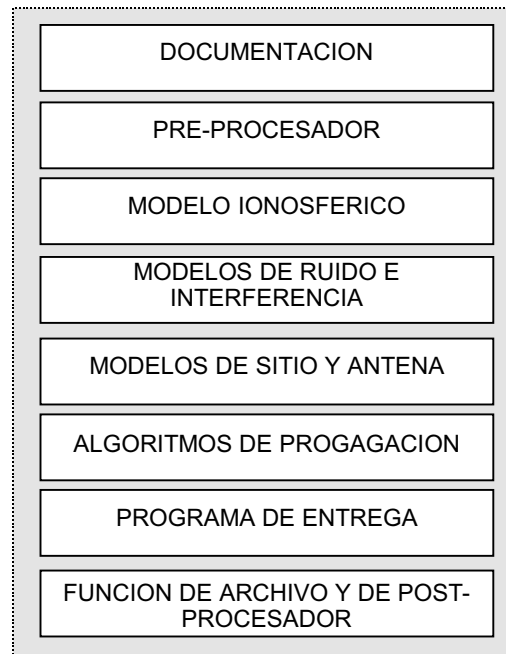 DOCUMENTACION
PRE-PROCESADOR
MODELO IONOSFERICO
MODELOS DE RUIDO E
INTERFERENCIA
MODELOS DE SITIO Y ANTENA
ALGORITMOS DE PROGAGACION
PROGRAMA DE ENTREGA
FUNCION DE ARCHIVO Y DE POST-
PROCESADOR